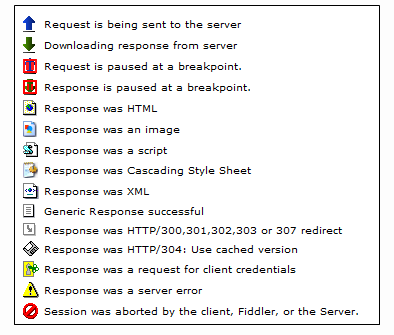 Request is being sent to the server
Downloading response from server
Request is paused at a breakpoint.
Response is paused at a breakpoint.
Response was HTML
Response was an image
Response was a script
Response was Cascading Style Sheet
Response was XML
Generic Response successful
Response was HTTP/300,301,302,303 or 307 redirect
Response was HTTP/304: Use cached version
Response was a request for client credentials
Response was a server error
Session was aborted by the client, Fiddler, or the Server.